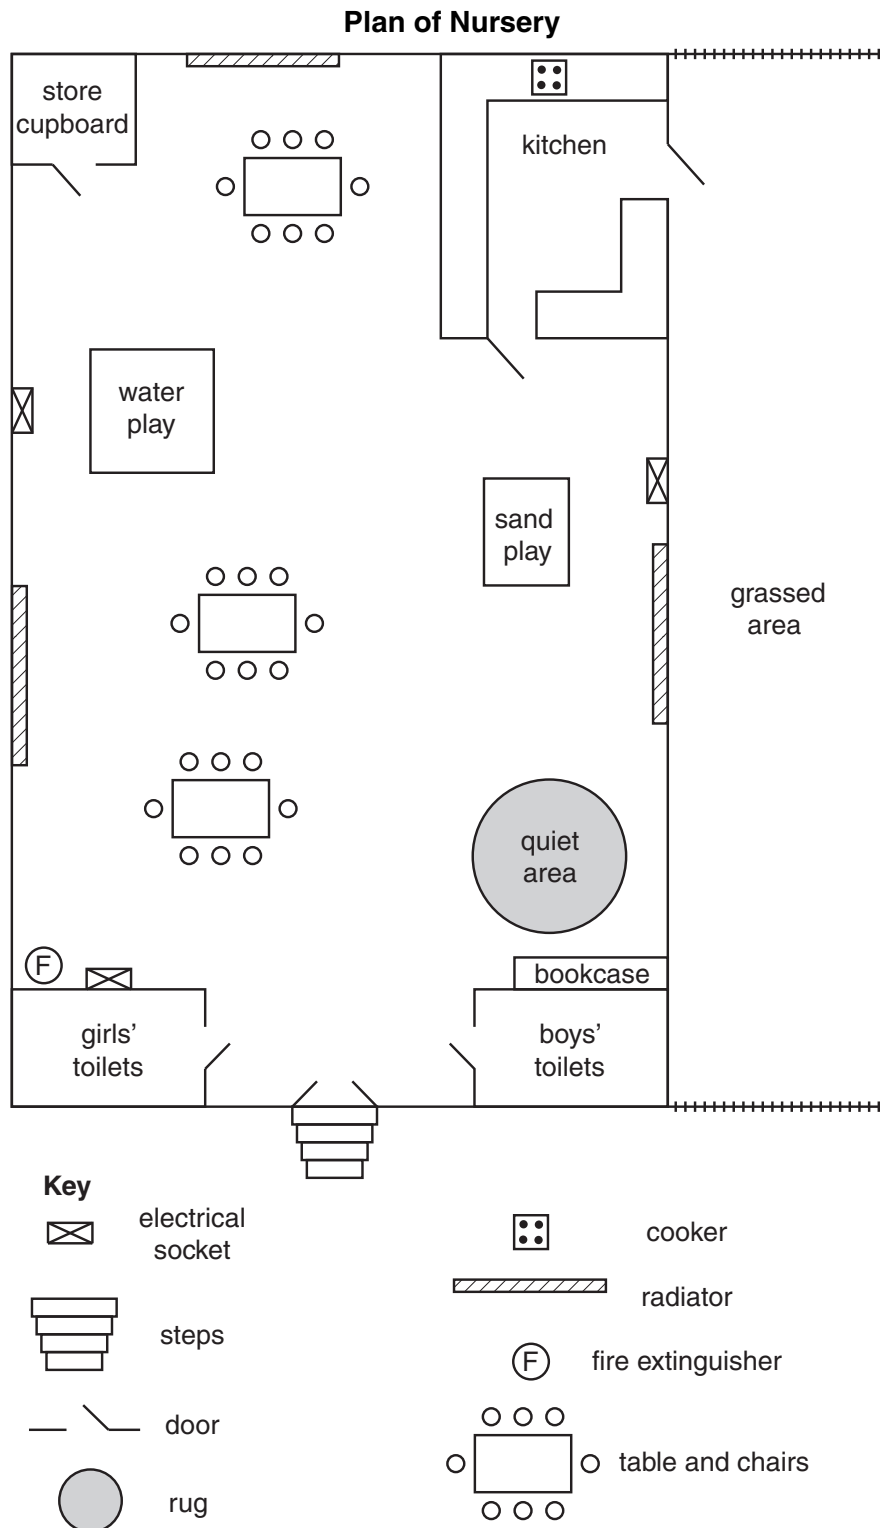 Plan of Nursery
store
cupboard
kitchen
water
play
sand
play
grassed
area
quiet
area
F
bookcase
girls’
toilets
boys’
toilets
Key
electrical
socket
steps
door
rug
cooker
radiator
F
fire extinguisher
table and chairs